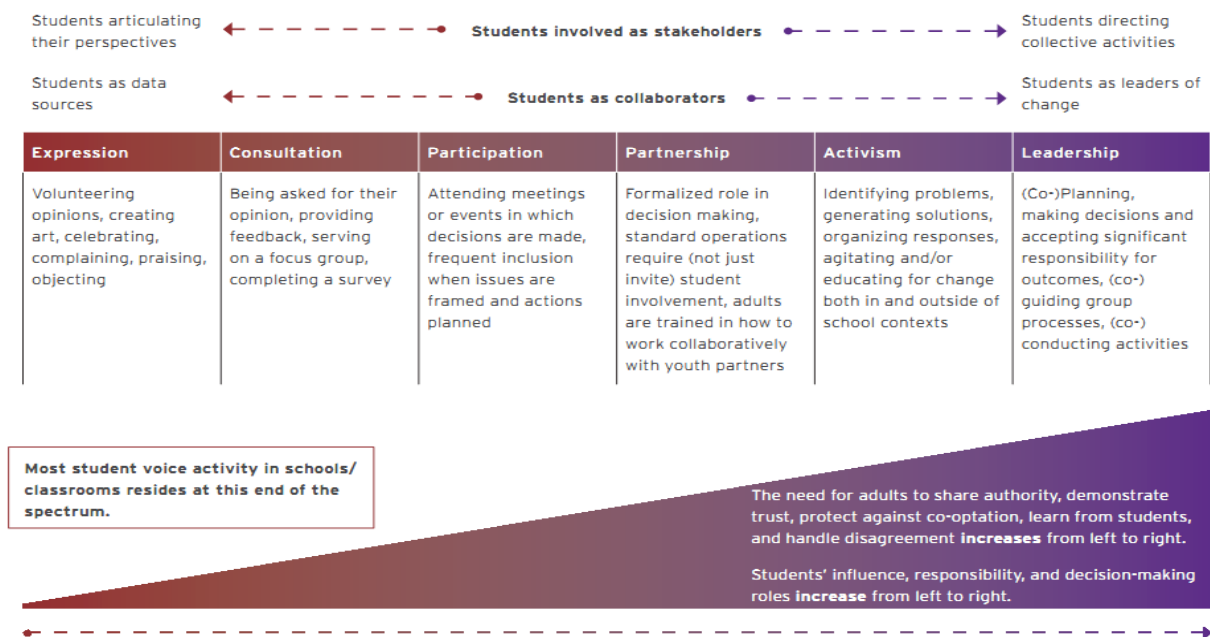 Students articulating
their perspectives
Students involved as stakeholders
Students directing
collective activities
Students as data
sources
Students as collaborators
Students as leaders of
change
Expression
Consultation
Participation
Partnership
Activism
Leadership
Volunteering
opinions, creating
art, celebrating,
complaining, praising,
objecting
Being asked for their
opinion, providing
feedback, serving
on a focus group,
completing a survey
Attending meetings
or events in which
decisions are made,
frequent inclusion
when issues are
framed and actions
planned
Formalized role in
decision making,
standard operations
require (not just
invite) student
involvement, adults
are trained in how to
work collaboratively
with youth partners
Identifying problems,
generating solutions,
organizing responses,
agitating and/or
educating for change
both in and outside of
school contexts
(Co-)Planning,
making decisions and
accepting significant
responsibility for
outcomes, (co-)
guiding group
processes, (co-)
conducting activities
Most student voice activity in schools/
classrooms resides at this end of the
spectrum.
The need for adults to share authority, demonstrate
trust, protect against co-optation, learn from students,
and handle disagreement increases from left to right.
Students' influence, responsibility, and decision-making
roles increase from left to right.